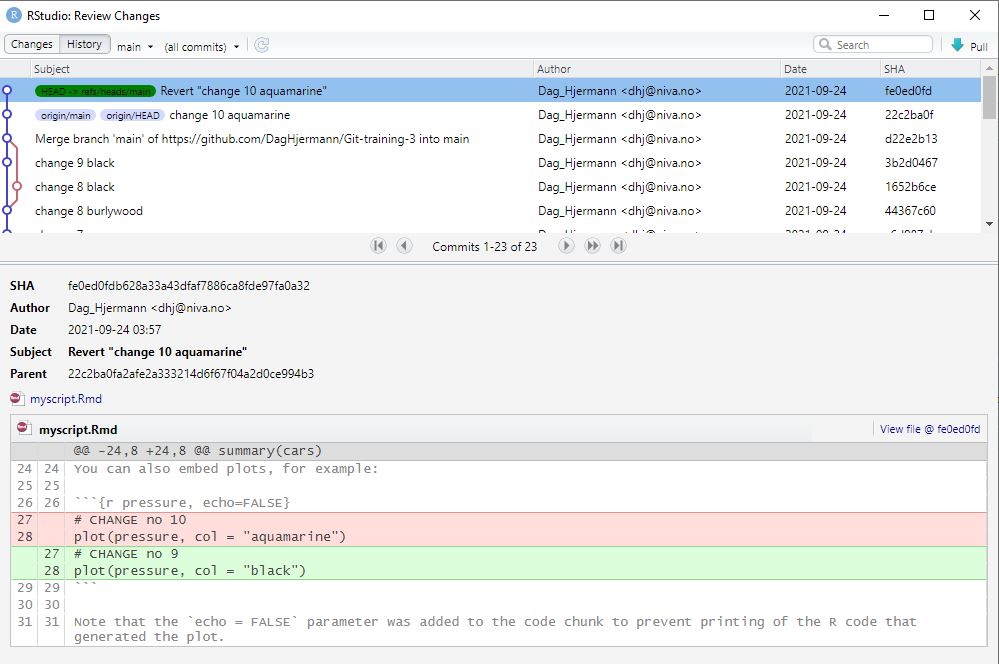 RStudio: Review Changes
Changes History main (all commits) Search Pull
Subject Author Date SHA
HEAD -> refs/heads/main Revert "change 10 aquamarine" Dag_Hjermann <dhj@niva.no> 2021-09-24 fe0ed0fd
origin/main origin/HEAD change 10 aquamarine Dag_Hjermann <dhj@niva.no> 2021-09-24 22c2ba0f
Merge branch 'main' of https://github.com/DagHjermann/Git-training-3 into main Dag_Hjermann <dhj@niva.no> 2021-09-24 d22e2b13
change 9 black Dag_Hjermann <dhj@niva.no> 2021-09-24 3b2d0467
change 8 black Dag_Hjermann <dhj@niva.no> 2021-09-24 1652b6ce
change 8 burlywood Dag_Hjermann <dhj@niva.no> 2021-09-24 44367c60
Commits 1-23 of 23
SHA fe0ed0fdb628a33a43dfaf7886ca8fde97fa0a32
Author Dag_Hjermann <dhj@niva.no>
Date 2021-09-24 03:57
Subject Revert "change 10 aquamarine"
Parent 22c2ba0fa2afe2a333214d6f67f04a2d0ce994b3
myscript.Rmd
myscript.Rmd View file @ fe0ed0fd
@@ -24,8 +24,8 @@ summary(cars)
24 24 You can also embed plots, for example:
25 25
26 26 ```{r pressure, echo=FALSE}
27 # CHANGE no 10
28 plot(pressure, col = "aquamarine")
27 # CHANGE no 9
28 plot(pressure, col = "black")
29 29 ```
30 30
31 31 Note that the `echo = FALSE` parameter was added to the code chunk to prevent printing of the R code that
generated the plot.